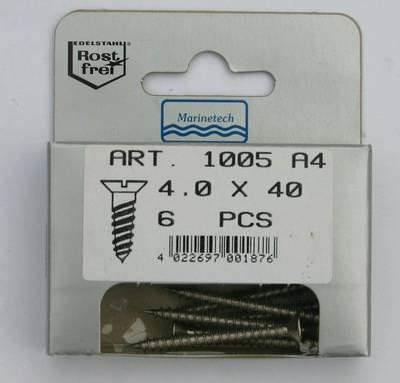 EDELSTAHL®
Rost
frei
Marinetech
ART. 1005 A4
4.0 X 40
6 PCS
4 022697 001876